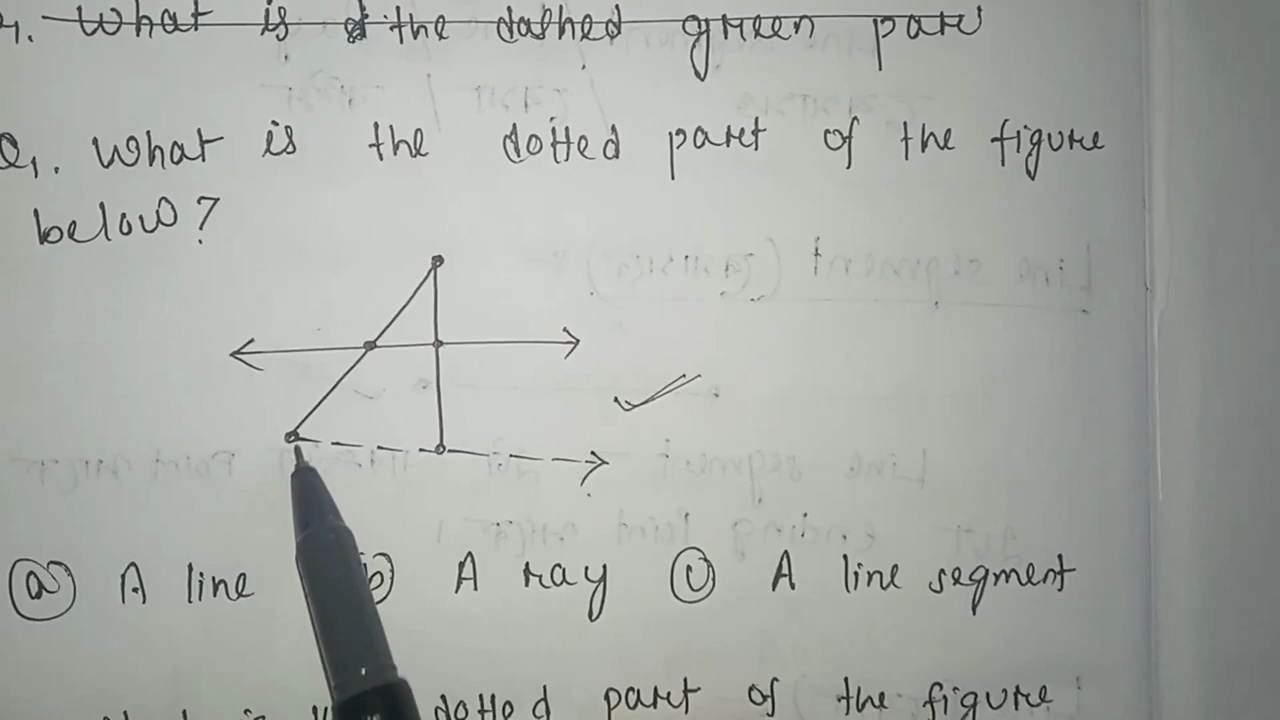 4. What is the dashed green part
Q1. What is the dotted part of the figure
below?
(a) A line (b) A ray (c) A line segment
dotted part of the figure